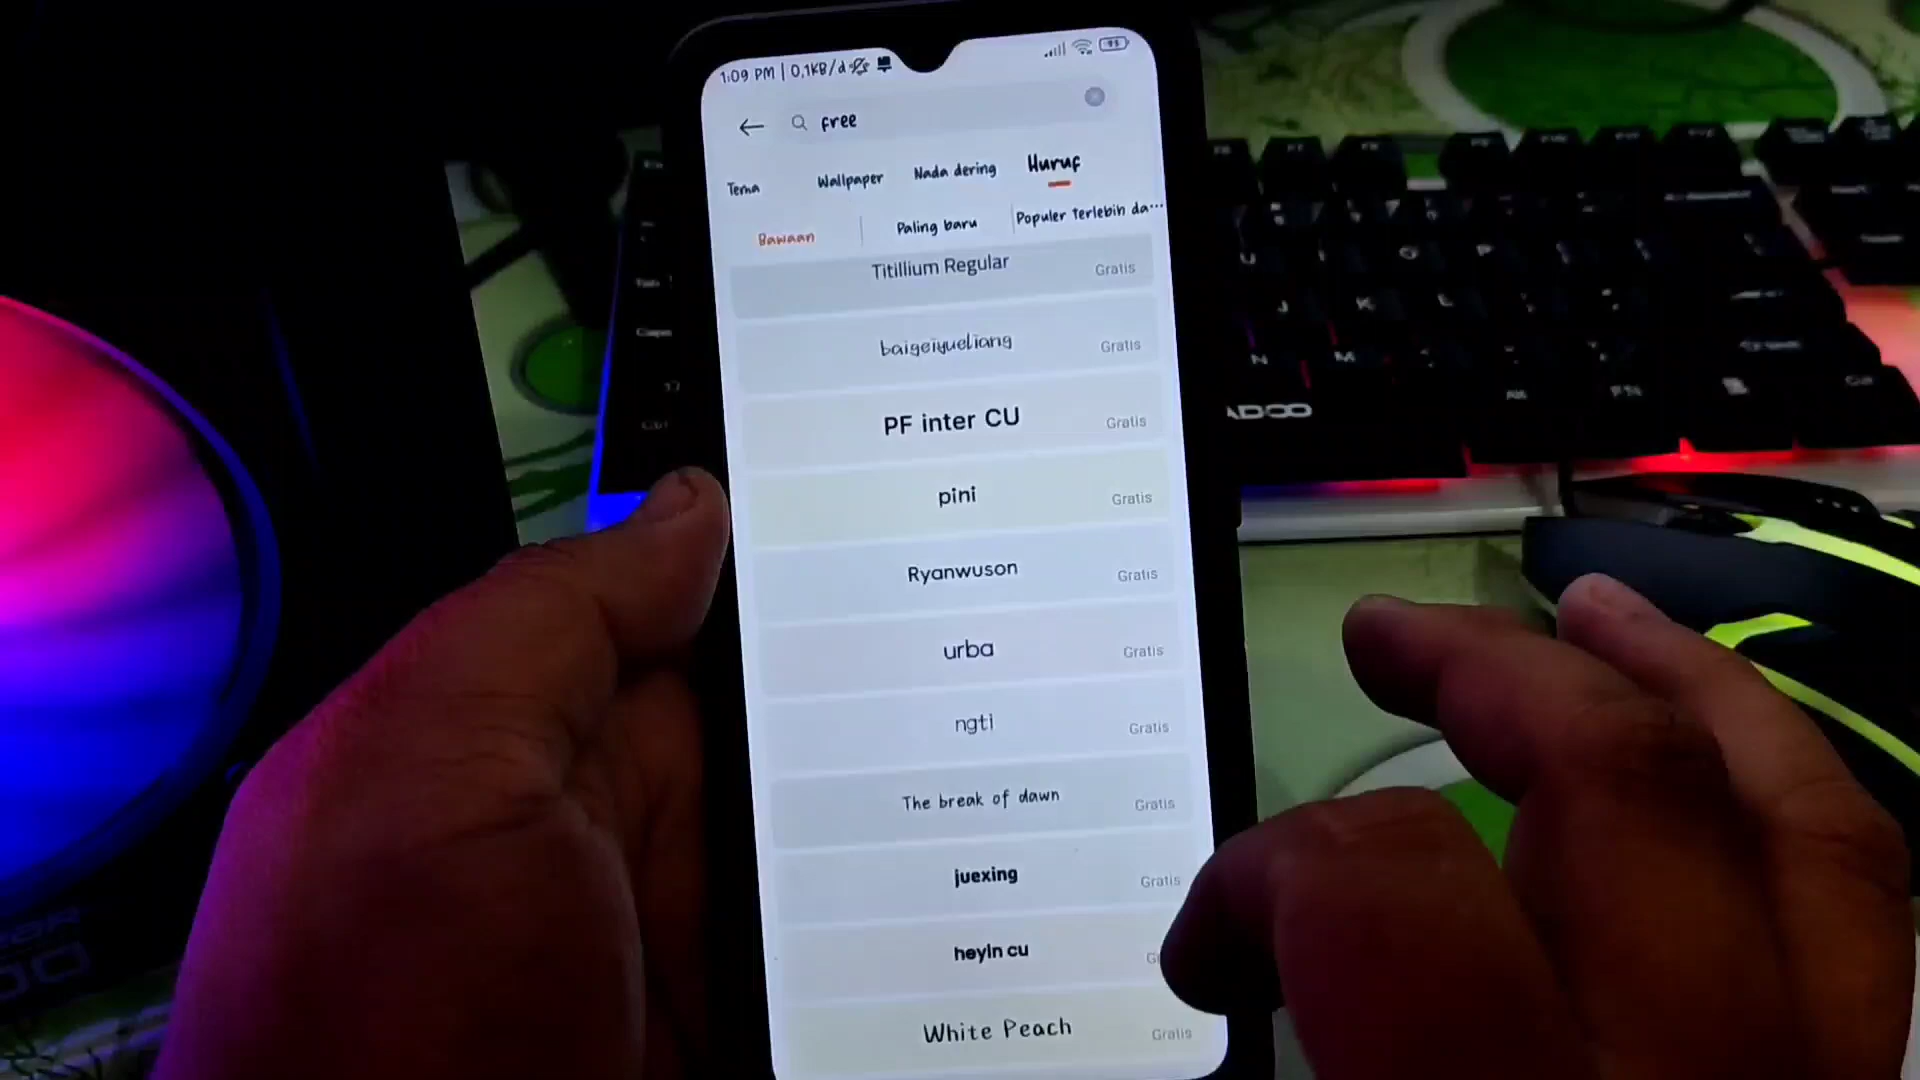 1:09 PM | 0,1KB/d
free
Tema
Wallpaper
Nada dering
Huruf
Bawaan
Paling baru
Populer terlebih da...
Titillium Regular
Gratis
baigeiyueliang
Gratis
PF inter CU
Gratis
pini
Gratis
Ryanwuson
Gratis
urba
Gratis
ngti
Gratis
The break of dawn
Gratis
juexing
Gratis
heyin cu
White Peach
Gratis